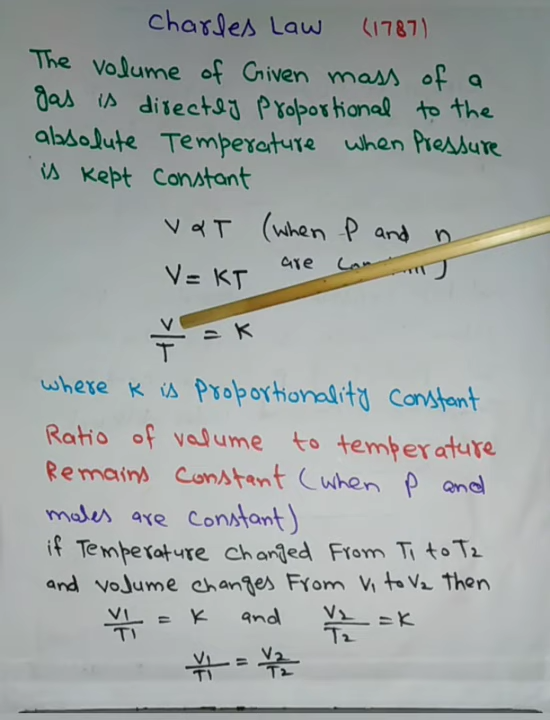 Charles Law (1787)
The volume of Given mass of a
gas is directly Proportional to the
absolute Temperature when Pressure
is Kept Constant
V ∝ T (when P and n
V = KT are
V/T = K
where K is Proportionality Constant
Ratio of volume to temperature
Remains Constant (when P and
moles are constant)
if Temperature changed From T1 to T2
and volume changes From V1 to V2 then
V1/T1 = K and V2/T2 = K
V1/T1 = V2/T2